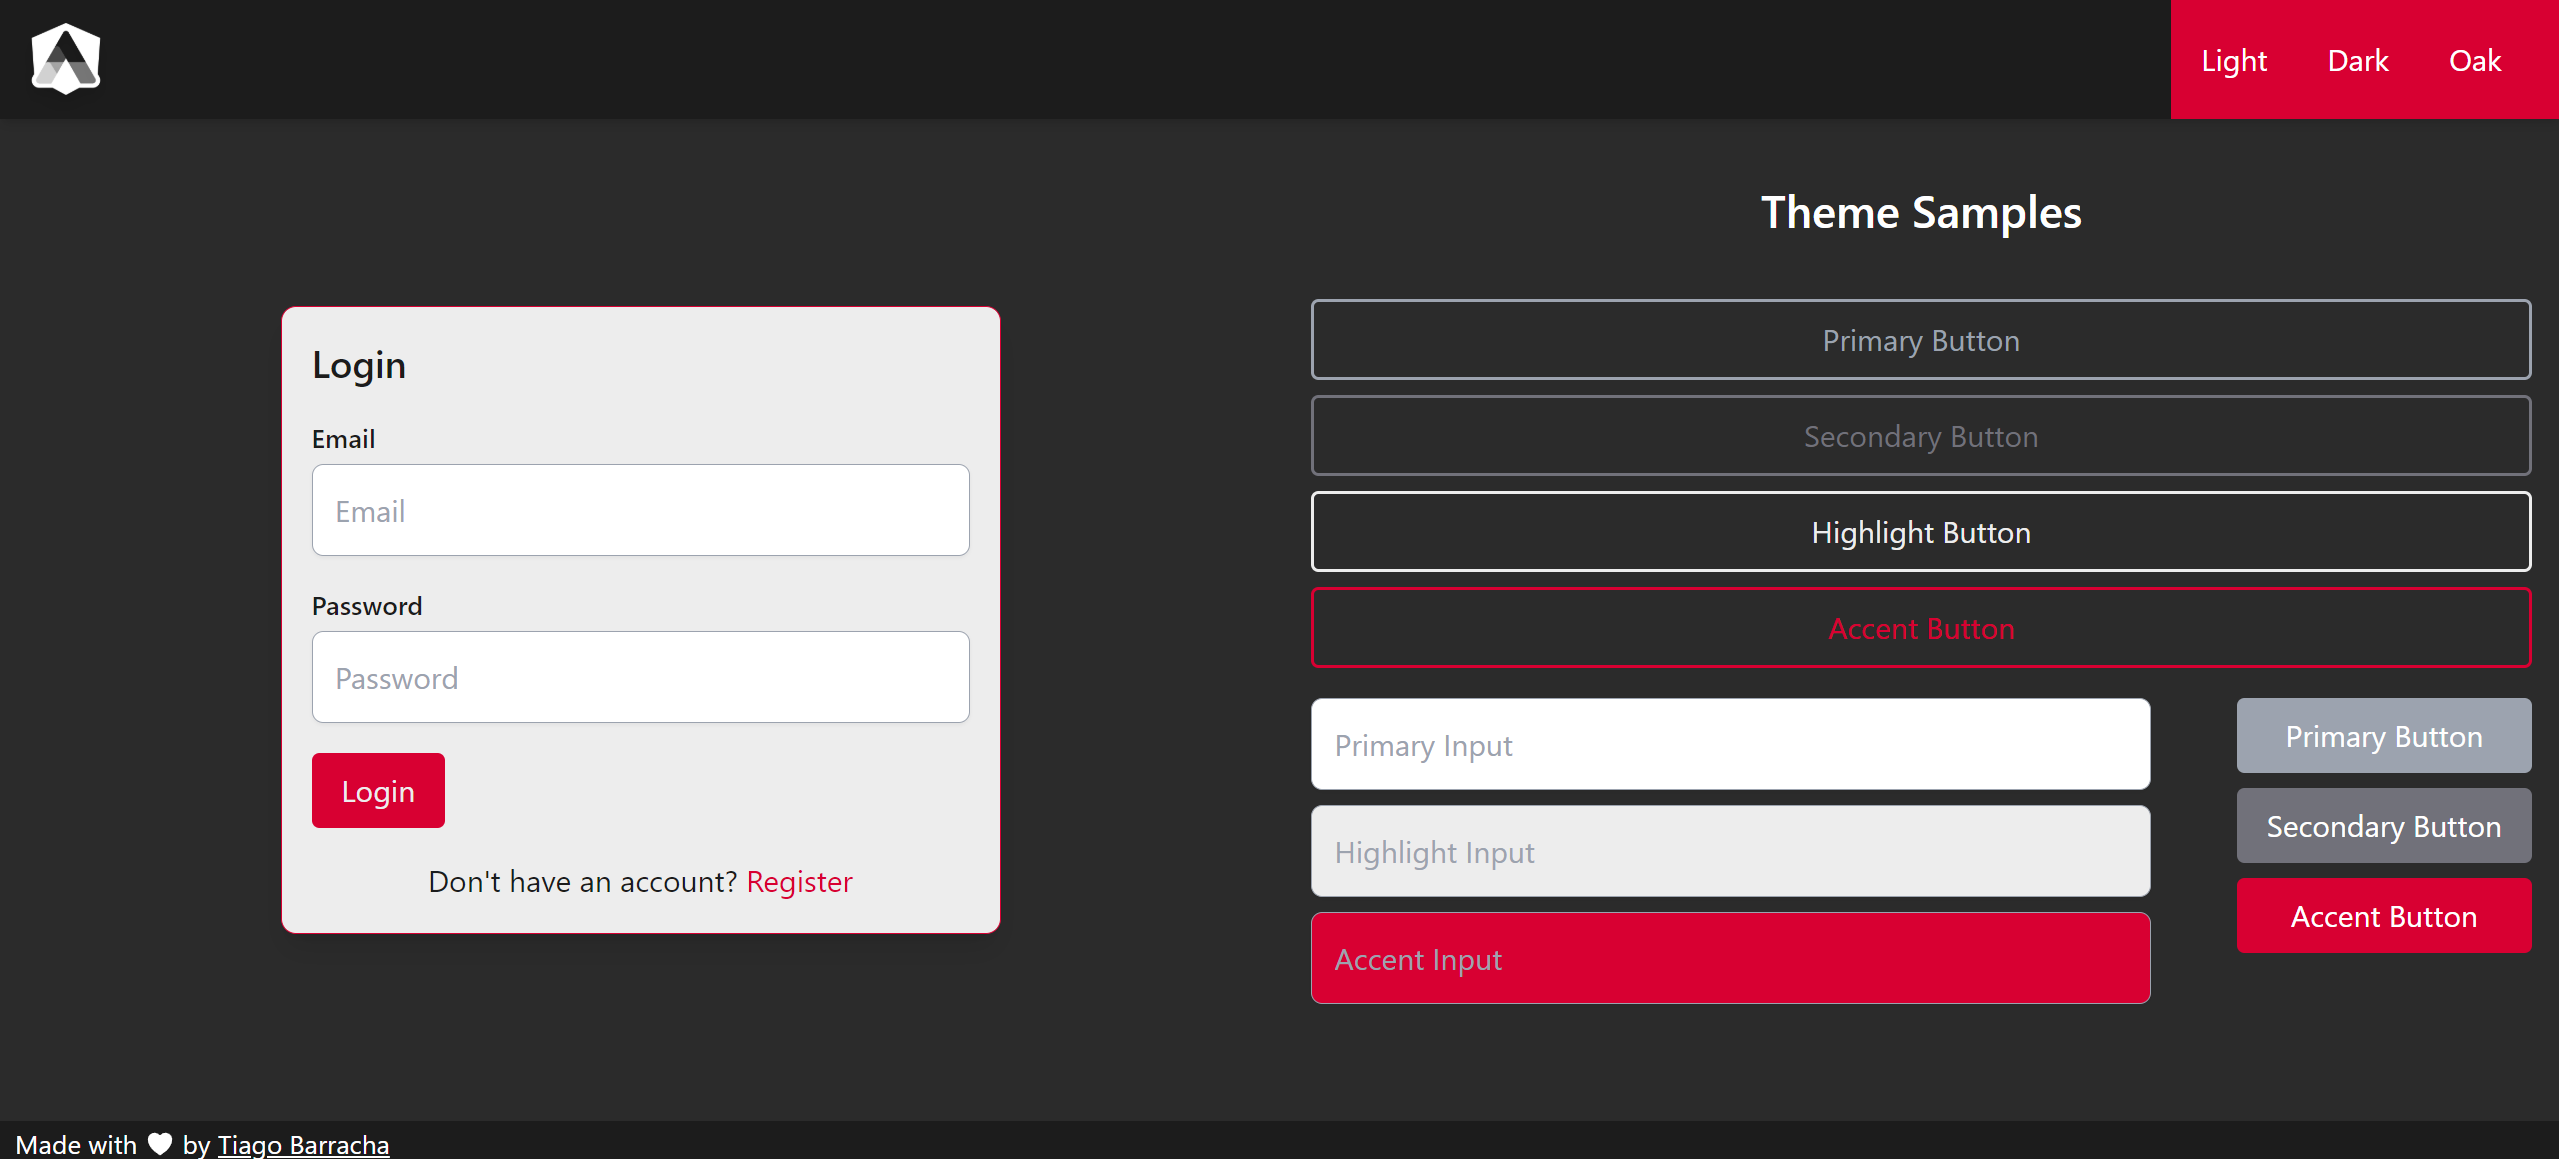 Light Dark Oak
Login
Email
Email
Password
Password
Login
Don't have an account? Register
Theme Samples
Primary Button
Secondary Button
Highlight Button
Accent Button
Primary Input
Highlight Input
Accent Input
Primary Button
Secondary Button
Accent Button
Made with 🤍 by Tiago Barracha